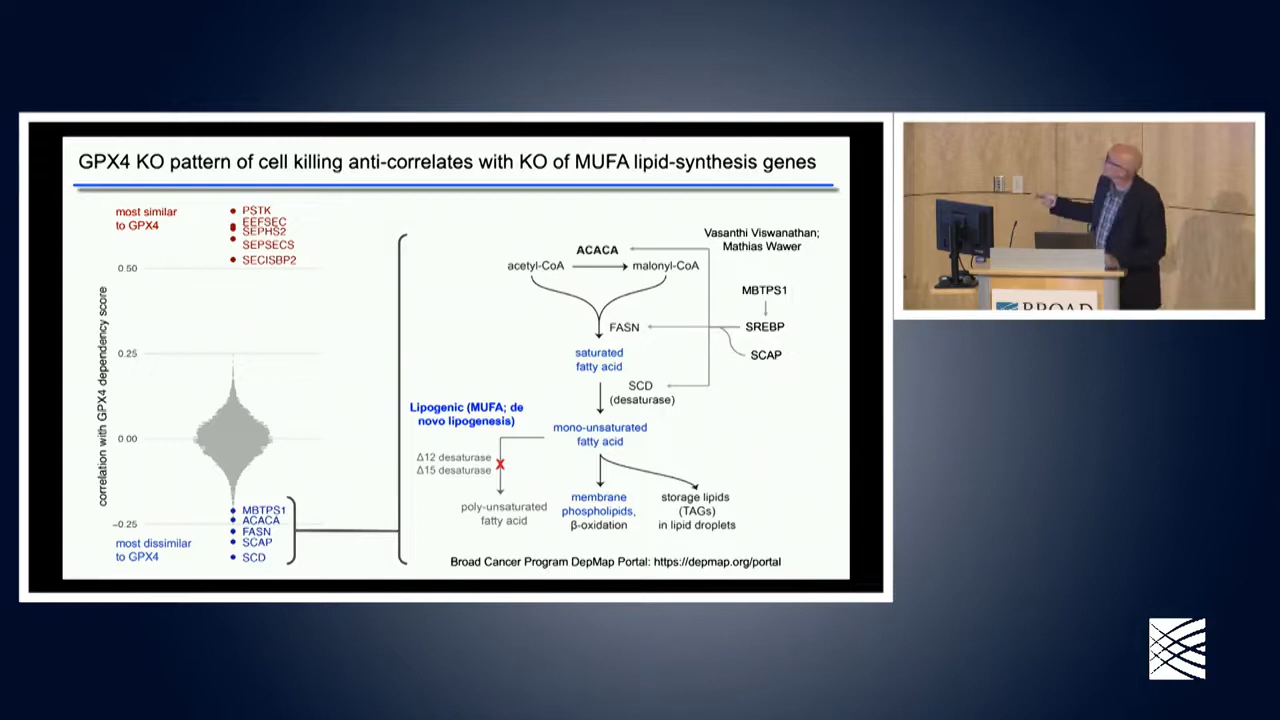 GPX4 KO pattern of cell killing anti-correlates with KO of MUFA lipid-synthesis genes
most similar
to GPX4
PSTK
EEFSEC
SEPHS2
SEPSECS
SECISBP2
correlation with GPX4 dependency score
0.50
0.25
0.00
−0.25
MBTPS1
ACACA
FASN
SCAP
SCD
most dissimilar
to GPX4
Vasanthi Viswanathan;
Mathias Wawer
ACACA
acetyl-CoA
malonyl-CoA
MBTPS1
FASN
SREBP
SCAP
saturated
fatty acid
SCD
(desaturase)
Lipogenic (MUFA; de
novo lipogenesis)
mono-unsaturated
fatty acid
Δ12 desaturase
Δ15 desaturase
X
poly-unsaturated
fatty acid
membrane
phospholipids,
β-oxidation
storage lipids
(TAGs)
in lipid droplets
Broad Cancer Program DepMap Portal: https://depmap.org/portal
BROAD